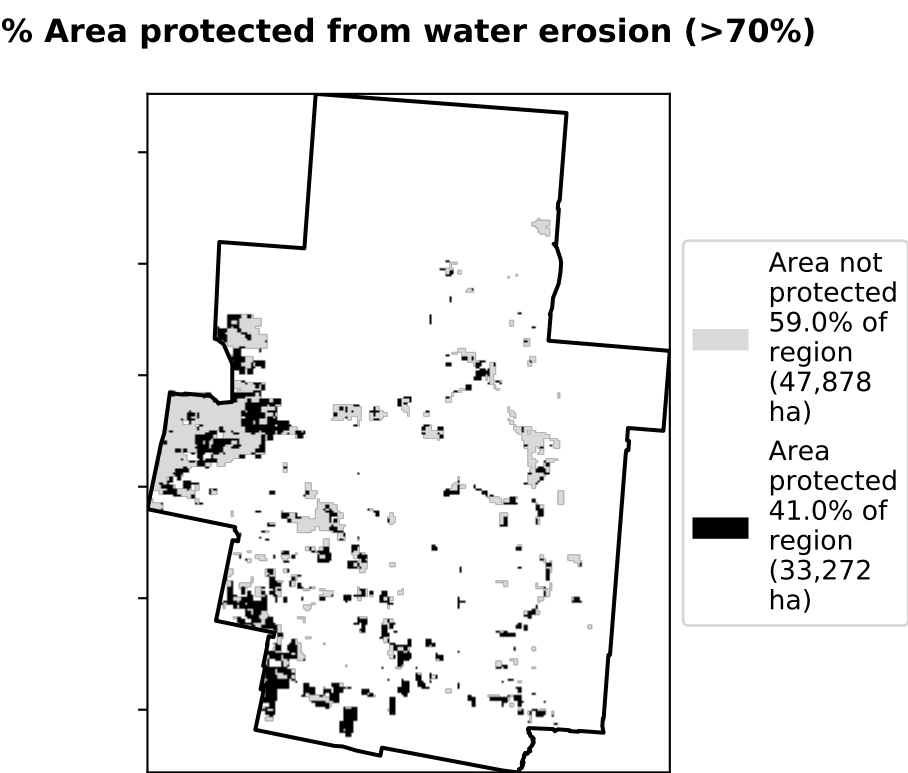 % Area protected from water erosion (>70%)
Area not
protected
59.0% of
region
(47,878
ha)
Area
protected
41.0% of
region
(33,272
ha)